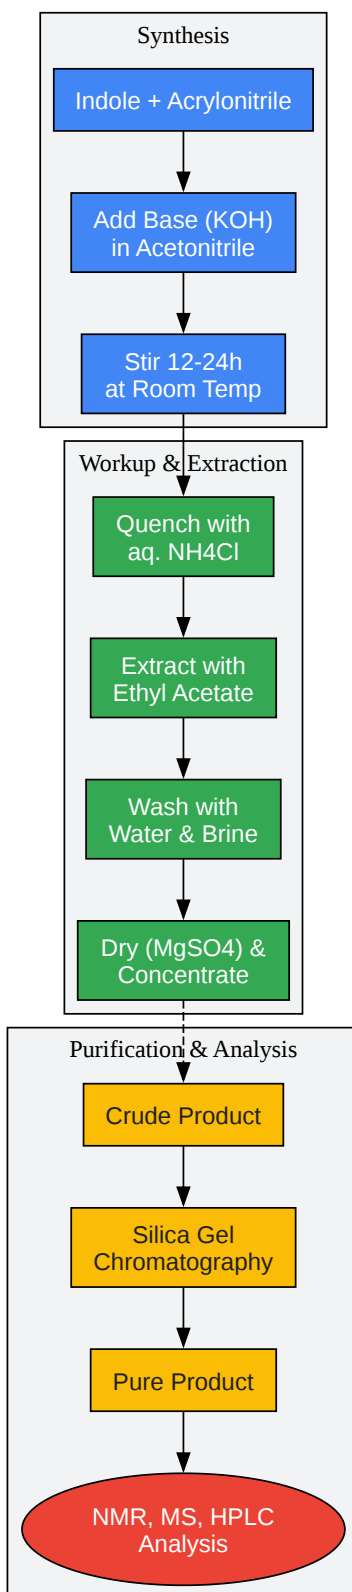 Synthesis
Indole + Acrylonitrile
Add Base (KOH)
in Acetonitrile
Stir 12-24h
at Room Temp
Workup & Extraction
Quench with
aq. NH4Cl
Extract with
Ethyl Acetate
Wash with
Water & Brine
Dry (MgSO4) &
Concentrate
Purification & Analysis
Crude Product
Silica Gel
Chromatography
Pure Product
NMR, MS, HPLC
Analysis